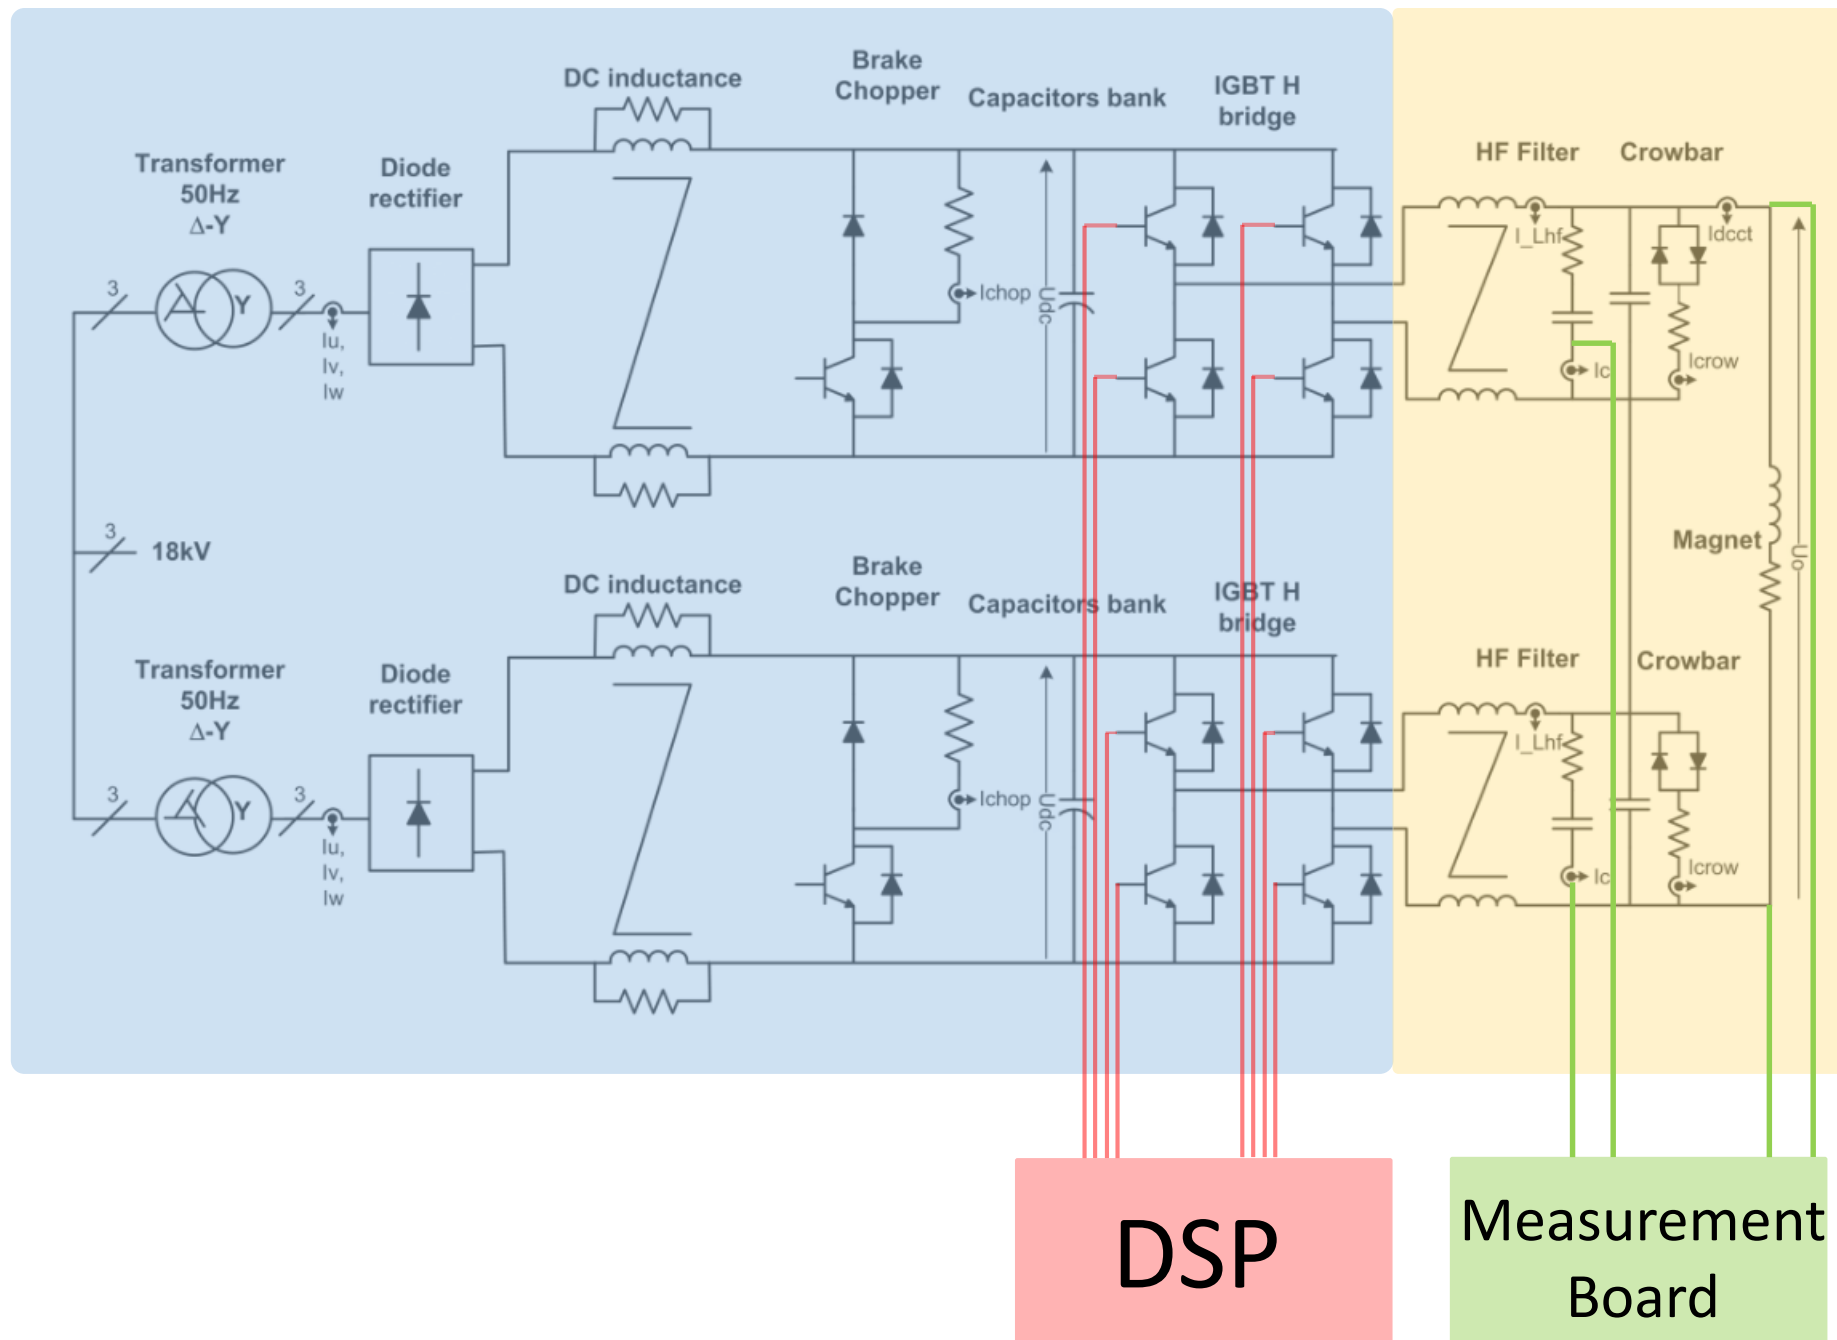 DC inductance
Brake
Chopper
Capacitors bank
IGBT H
bridge
HF Filter
Crowbar
Transformer
50Hz
Δ-Y
Diode
rectifier
3
Y
3
Iu,
Iv,
Iw
Ichop
Udc
I_Lhf
Idcct
Ic
Icrow
3
18kV
Magnet
Uo
DC inductance
Brake
Chopper
Capacitors bank
IGBT H
bridge
HF Filter
Crowbar
Transformer
50Hz
Δ-Y
Diode
rectifier
3
Y
3
Iu,
Iv,
Iw
Ichop
Udc
I_Lhf
Ic
Icrow
DSP
Measurement
Board